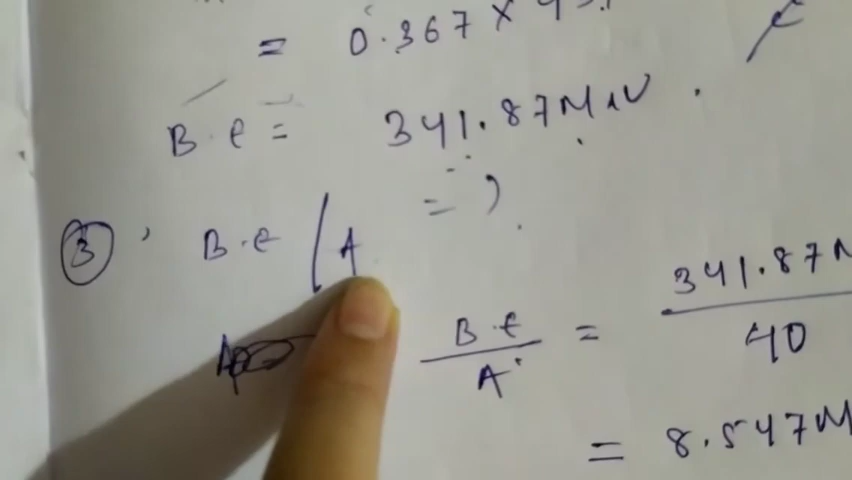 = 0.367 ×
B.e = 341.87 MeV.
3, B.e/A = ?
B.e/A = 341.87 M/40
= 8.547 M